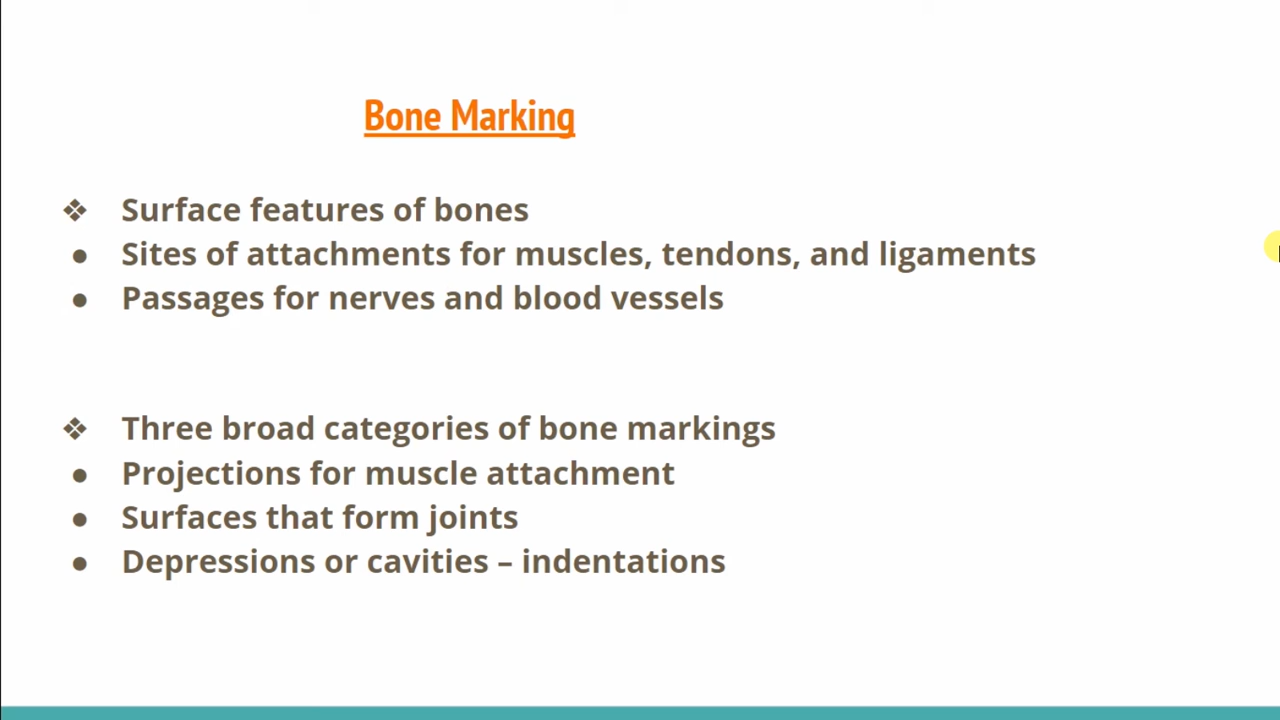 Bone Marking
❖ Surface features of bones
● Sites of attachments for muscles, tendons, and ligaments
● Passages for nerves and blood vessels
❖ Three broad categories of bone markings
● Projections for muscle attachment
● Surfaces that form joints
● Depressions or cavities – indentations